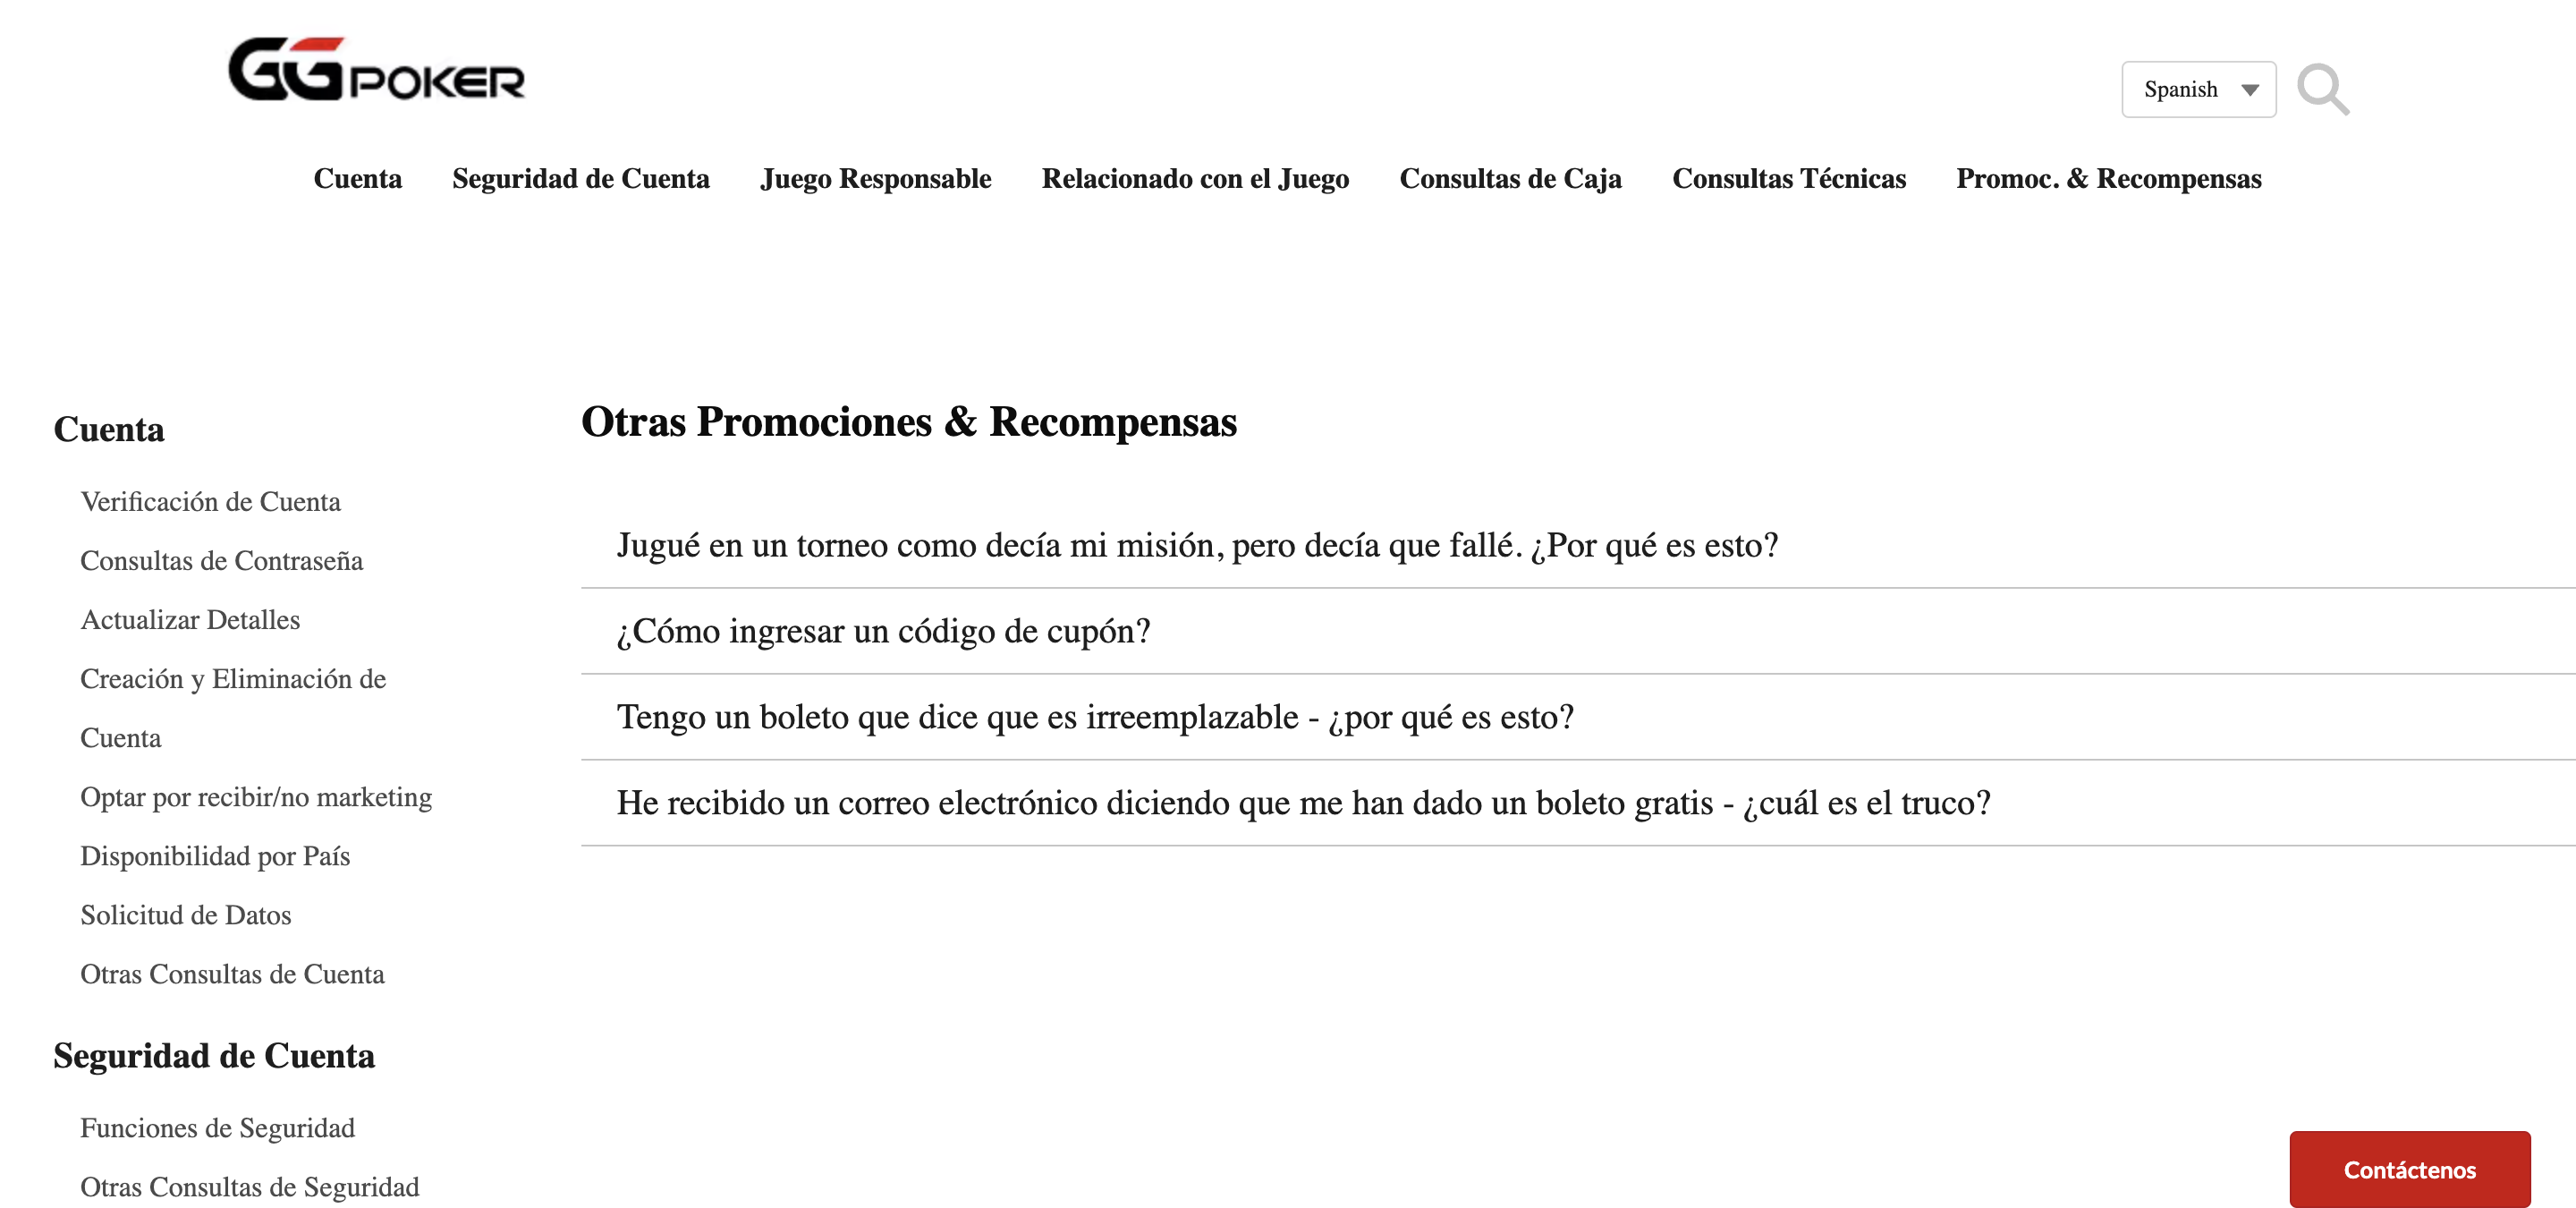 GGPOKER
Spanish
Cuenta Seguridad de Cuenta Juego Responsable Relacionado con el Juego Consultas de Caja Consultas Técnicas Promoc. & Recompensas
Cuenta
Verificación de Cuenta
Consultas de Contraseña
Actualizar Detalles
Creación y Eliminación de
Cuenta
Optar por recibir/no marketing
Disponibilidad por País
Solicitud de Datos
Otras Consultas de Cuenta
Seguridad de Cuenta
Funciones de Seguridad
Otras Consultas de Seguridad
Otras Promociones & Recompensas
Jugué en un torneo como decía mi misión, pero decía que fallé. ¿Por qué es esto?
¿Cómo ingresar un código de cupón?
Tengo un boleto que dice que es irreemplazable - ¿por qué es esto?
He recibido un correo electrónico diciendo que me han dado un boleto gratis - ¿cuál es el truco?
Contáctenos